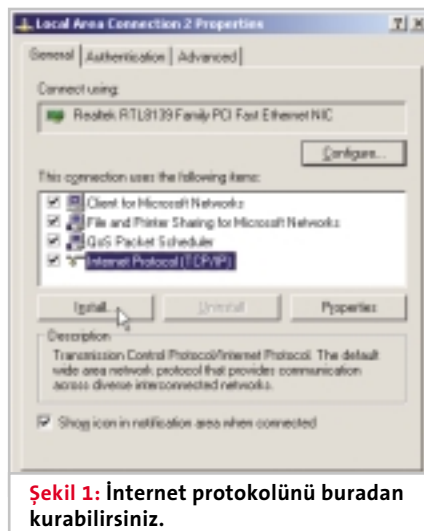 Local Area Connection 2 Properties
General Authentication Advanced
Connect using:
Realtek RTL8139 Family PCI Fast Ethernet NIC
Configure...
This connection uses the following items:
Client for Microsoft Networks
File and Printer Sharing for Microsoft Networks
QoS Packet Scheduler
Internet Protocol (TCP/IP)
Install... Uninstall Properties
Description
Transmission Control Protocol/Internet Protocol. The default
wide area network protocol that provides communication
across diverse interconnected networks.
Show icon in notification area when connected
Şekil 1: İnternet protokolünü buradan
kurabilirsiniz.